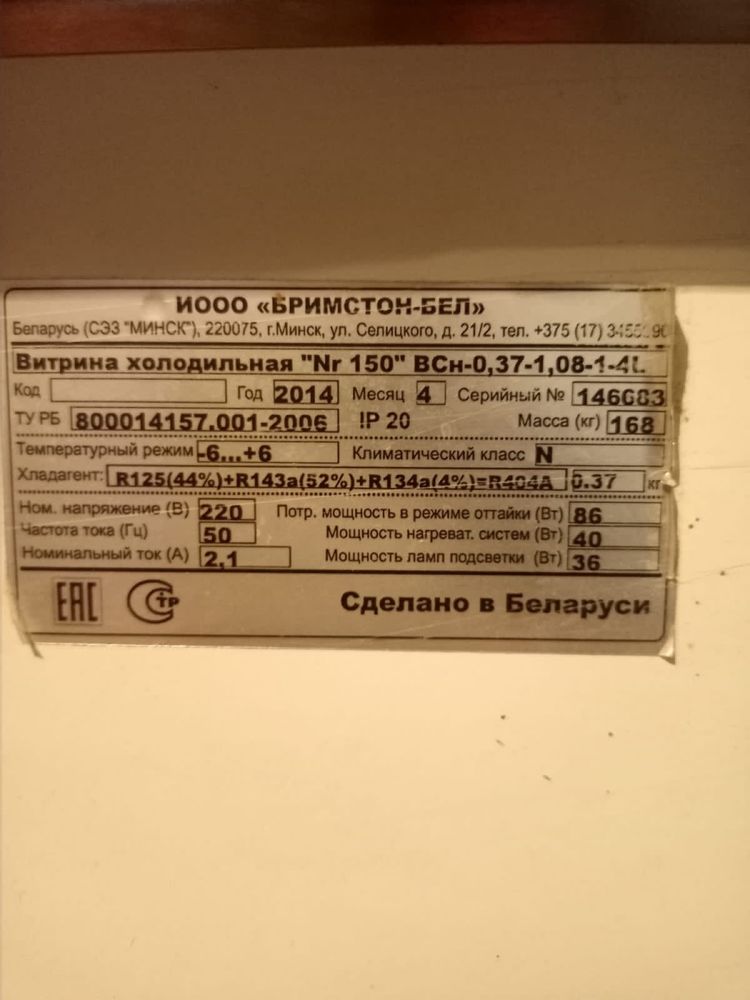 ИООО «БРИМСТОН-БЕЛ»
Беларусь (СЭЗ "МИНСК"), 220075, г.Минск, ул. Селицкого, д. 21/2, тел. +375 (17)
Витрина холодильная "Nr 150" ВСн-0,37-1,08-1-4L
Код Год 2014 Месяц 4 Серийный №
ТУ РБ 800014157.001-2006 IP 20 Масса (кг) 168
Температурный режим -6...+6 Климатический класс N
Хладагент: R125(44%)+R143a(52%)+R134a(4%)=R404A 0.37 кг
Ном. напряжение (В) 220 Потр. мощность в режиме оттайки (Вт) 86
Частота тока (Гц) 50 Мощность нагреват. систем (Вт) 40
Номинальный ток (А) 2,1 Мощность ламп подсветки (Вт) 36
ЕАС СТР Сделано в Беларуси